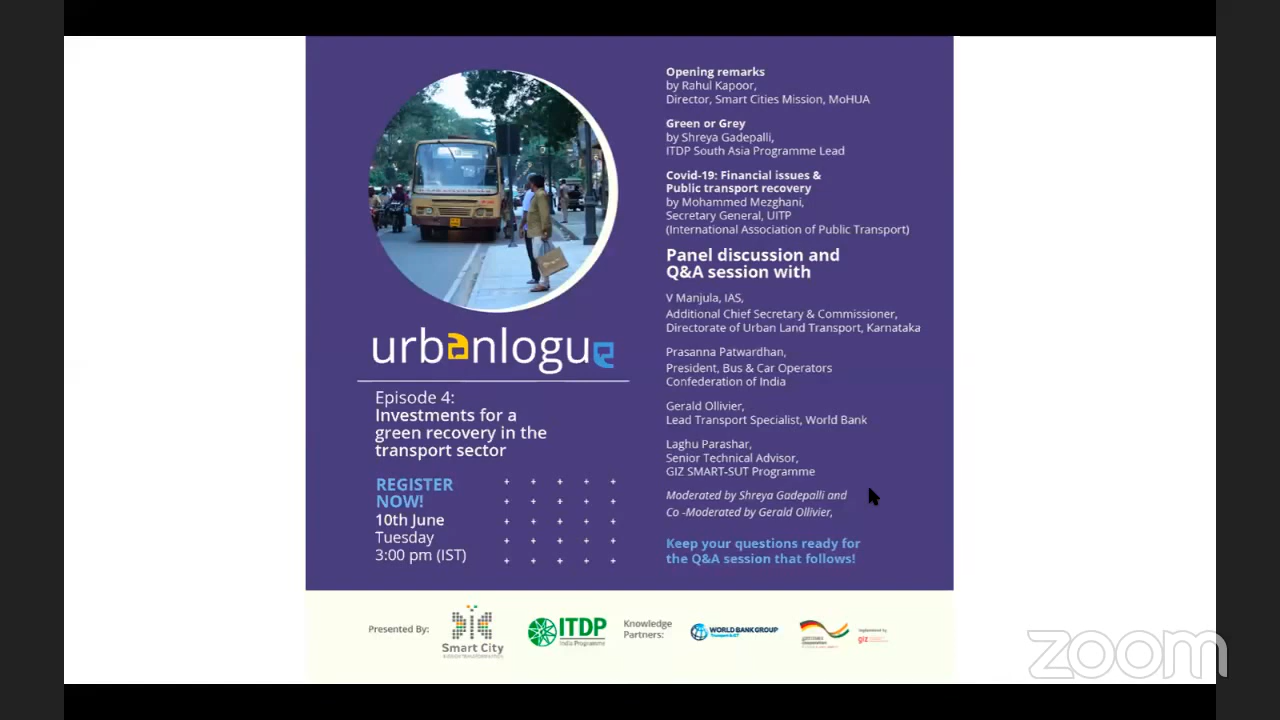 urbanlogue
Episode 4:
Investments for a
green recovery in the
transport sector
REGISTER
NOW!
10th June
Tuesday
3:00 pm (IST)
Opening remarks
by Rahul Kapoor,
Director, Smart Cities Mission, MoHUA
Green or Grey
by Shreya Gadepalli,
ITDP South Asia Programme Lead
Covid-19: Financial issues &
Public transport recovery
by Mohammed Mezghani,
Secretary General, UITP
(International Association of Public Transport)
Panel discussion and
Q&A session with
V Manjula, IAS,
Additional Chief Secretary & Commissioner,
Directorate of Urban Land Transport, Karnataka
Prasanna Patwardhan,
President, Bus & Car Operators
Confederation of India
Gerald Ollivier,
Lead Transport Specialist, World Bank
Laghu Parashar,
Senior Technical Advisor,
GIZ SMART-SUT Programme
Moderated by Shreya Gadepalli and
Co -Moderated by Gerald Ollivier,
Keep your questions ready for
the Q&A session that follows!
Presented By:
Smart City
ITDP
India Programme
Knowledge
Partners:
WORLD BANK GROUP
giz
zoom